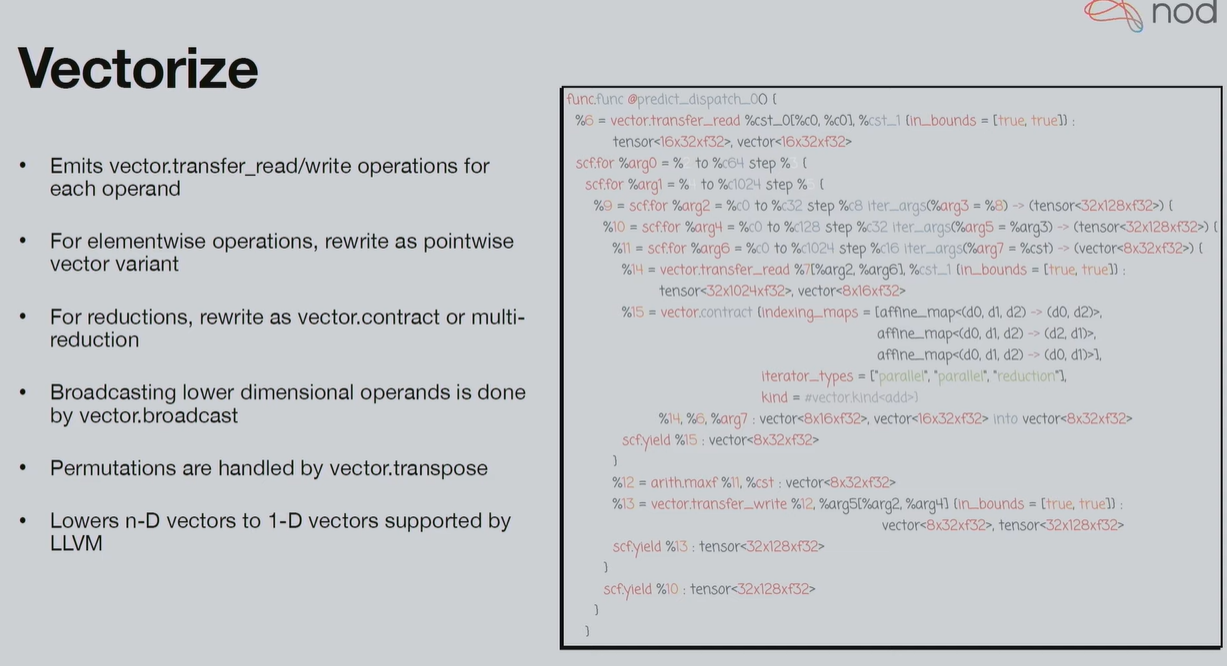 nod
Vectorize
• Emits vector.transfer_read/write operations for
each operand
• For elementwise operations, rewrite as pointwise
vector variant
• For reductions, rewrite as vector.contract or multi-
reduction
• Broadcasting lower dimensional operands is done
by vector.broadcast
• Permutations are handled by vector.transpose
• Lowers n-D vectors to 1-D vectors supported by
LLVM
func.func @predict_dispatch_0() {
%6 = vector.transfer_read %cst_0[%c0, %c0], %cst_1 {in_bounds = [true, true]} :
tensor<16x32xf32>, vector<16x32xf32>
scf.for %arg0 = % to %c64 step % {
scf.for %arg1 = % to %c1024 step % {
%9 = scf.for %arg2 = %c0 to %c32 step %c8 iter_args(%arg3 = %8) -> (tensor<32x128xf32>) {
%10 = scf.for %arg4 = %c0 to %c128 step %c32 iter_args(%arg5 = %arg3) -> (tensor<32x128xf32>) {
%11 = scf.for %arg6 = %c0 to %c1024 step %c16 iter_args(%arg7 = %cst) -> (vector<8x32xf32>) {
%14 = vector.transfer_read %7[%arg2, %arg6], %cst_1 {in_bounds = [true, true]} :
tensor<32x1024xf32>, vector<8x16xf32>
%15 = vector.contract {indexing_maps = [affine_map<(d0, d1, d2) -> (d0, d2)>,
affine_map<(d0, d1, d2) -> (d2, d1)>,
affine_map<(d0, d1, d2) -> (d0, d1)>],
iterator_types = ["parallel", "parallel", "reduction"],
kind = #vector.kind<add>}
%14, %6, %arg7 : vector<8x16xf32>, vector<16x32xf32> into vector<8x32xf32>
scf.yield %15 : vector<8x32xf32>
}
%12 = arith.maxf %11, %cst : vector<8x32xf32>
%13 = vector.transfer_write %12, %arg5[%arg2, %arg4] {in_bounds = [true, true]} :
vector<8x32xf32>, tensor<32x128xf32>
scf.yield %13 : tensor<32x128xf32>
}
scf.yield %10 : tensor<32x128xf32>
}
}